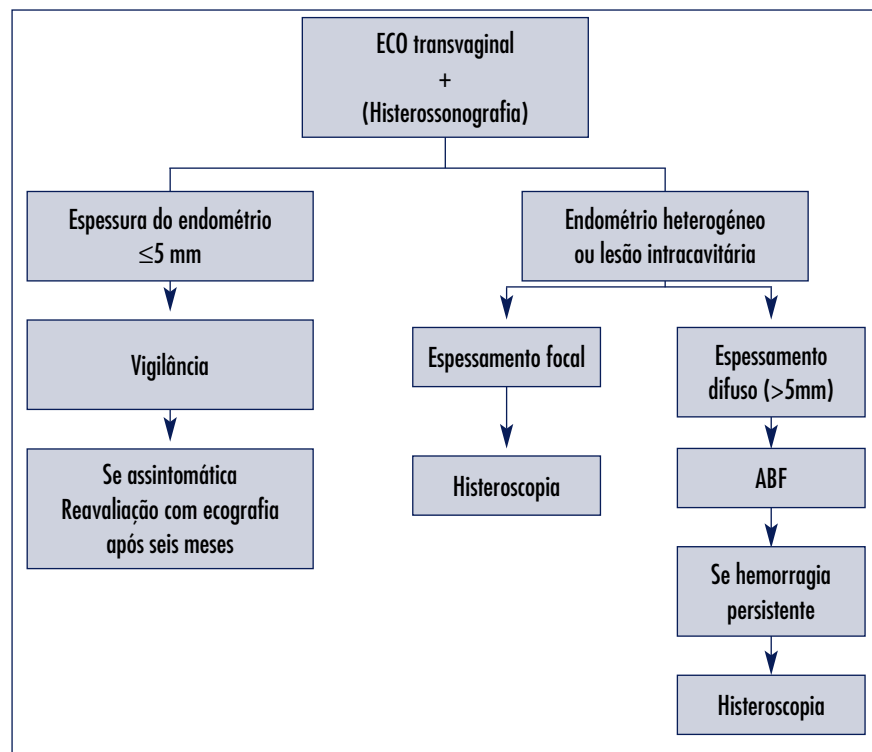 ECO transvaginal
+
(Histerossonografia)
Espessura do endométrio
≤5 mm
Vigilância
Se assintomática
Reavaliação com ecografia
após seis meses
Endométrio heterogéneo
ou lesão intracavitária
Espessamento focal
Histeroscopia
Espessamento
difuso (>5mm)
ABF
Se hemorragia
persistente
Histeroscopia